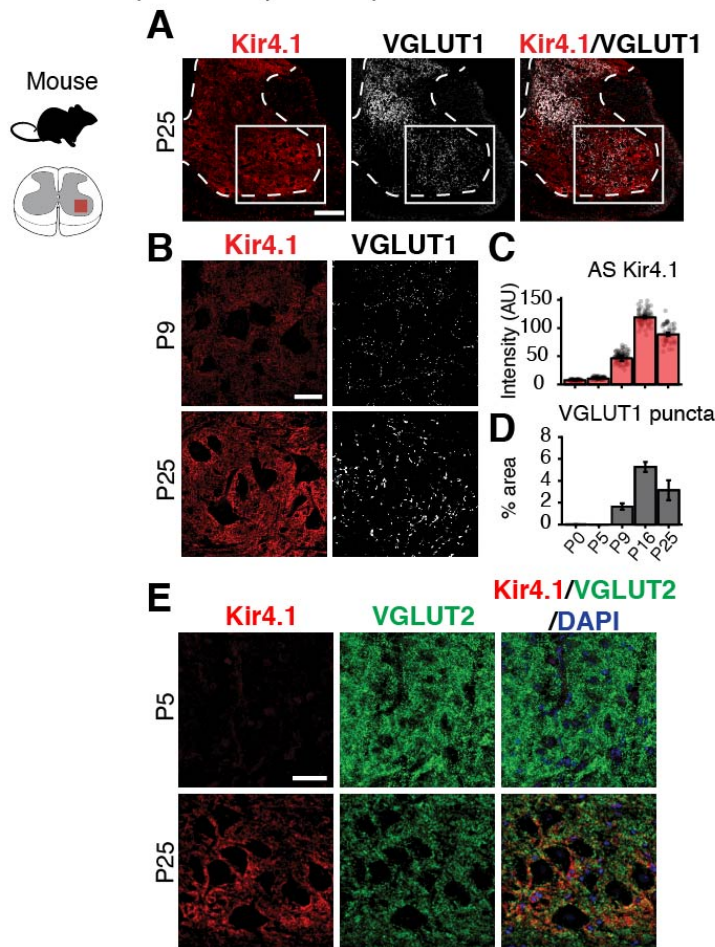 A
Kir4.1 VGLUT1 Kir4.1/VGLUT1
Mouse
P25
B
Kir4.1 VGLUT1
P9
P25
C
AS Kir4.1
Intensity (AU)
150
100
50
0
D
VGLUT1 puncta
% area
8
6
4
2
0
P0 P5 P9 P16 P25
E
Kir4.1 VGLUT2 Kir4.1/VGLUT2
/DAPI
P5
P25